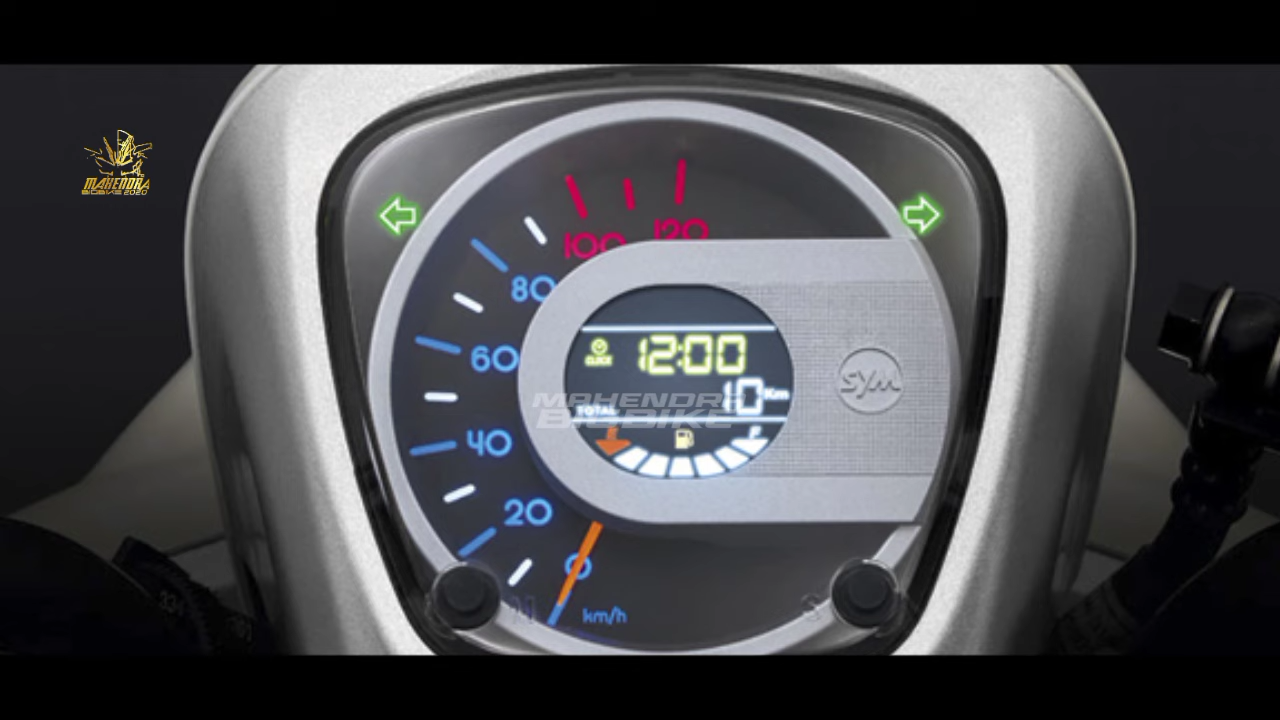 MAHENDRA
BIGBIKE 2020
100 120
80
60
40
20
0
km/h
CLOCK
12:00
10 Km
TOTAL
E F
SYM
MAHENDRA
BIGBIKE
M S